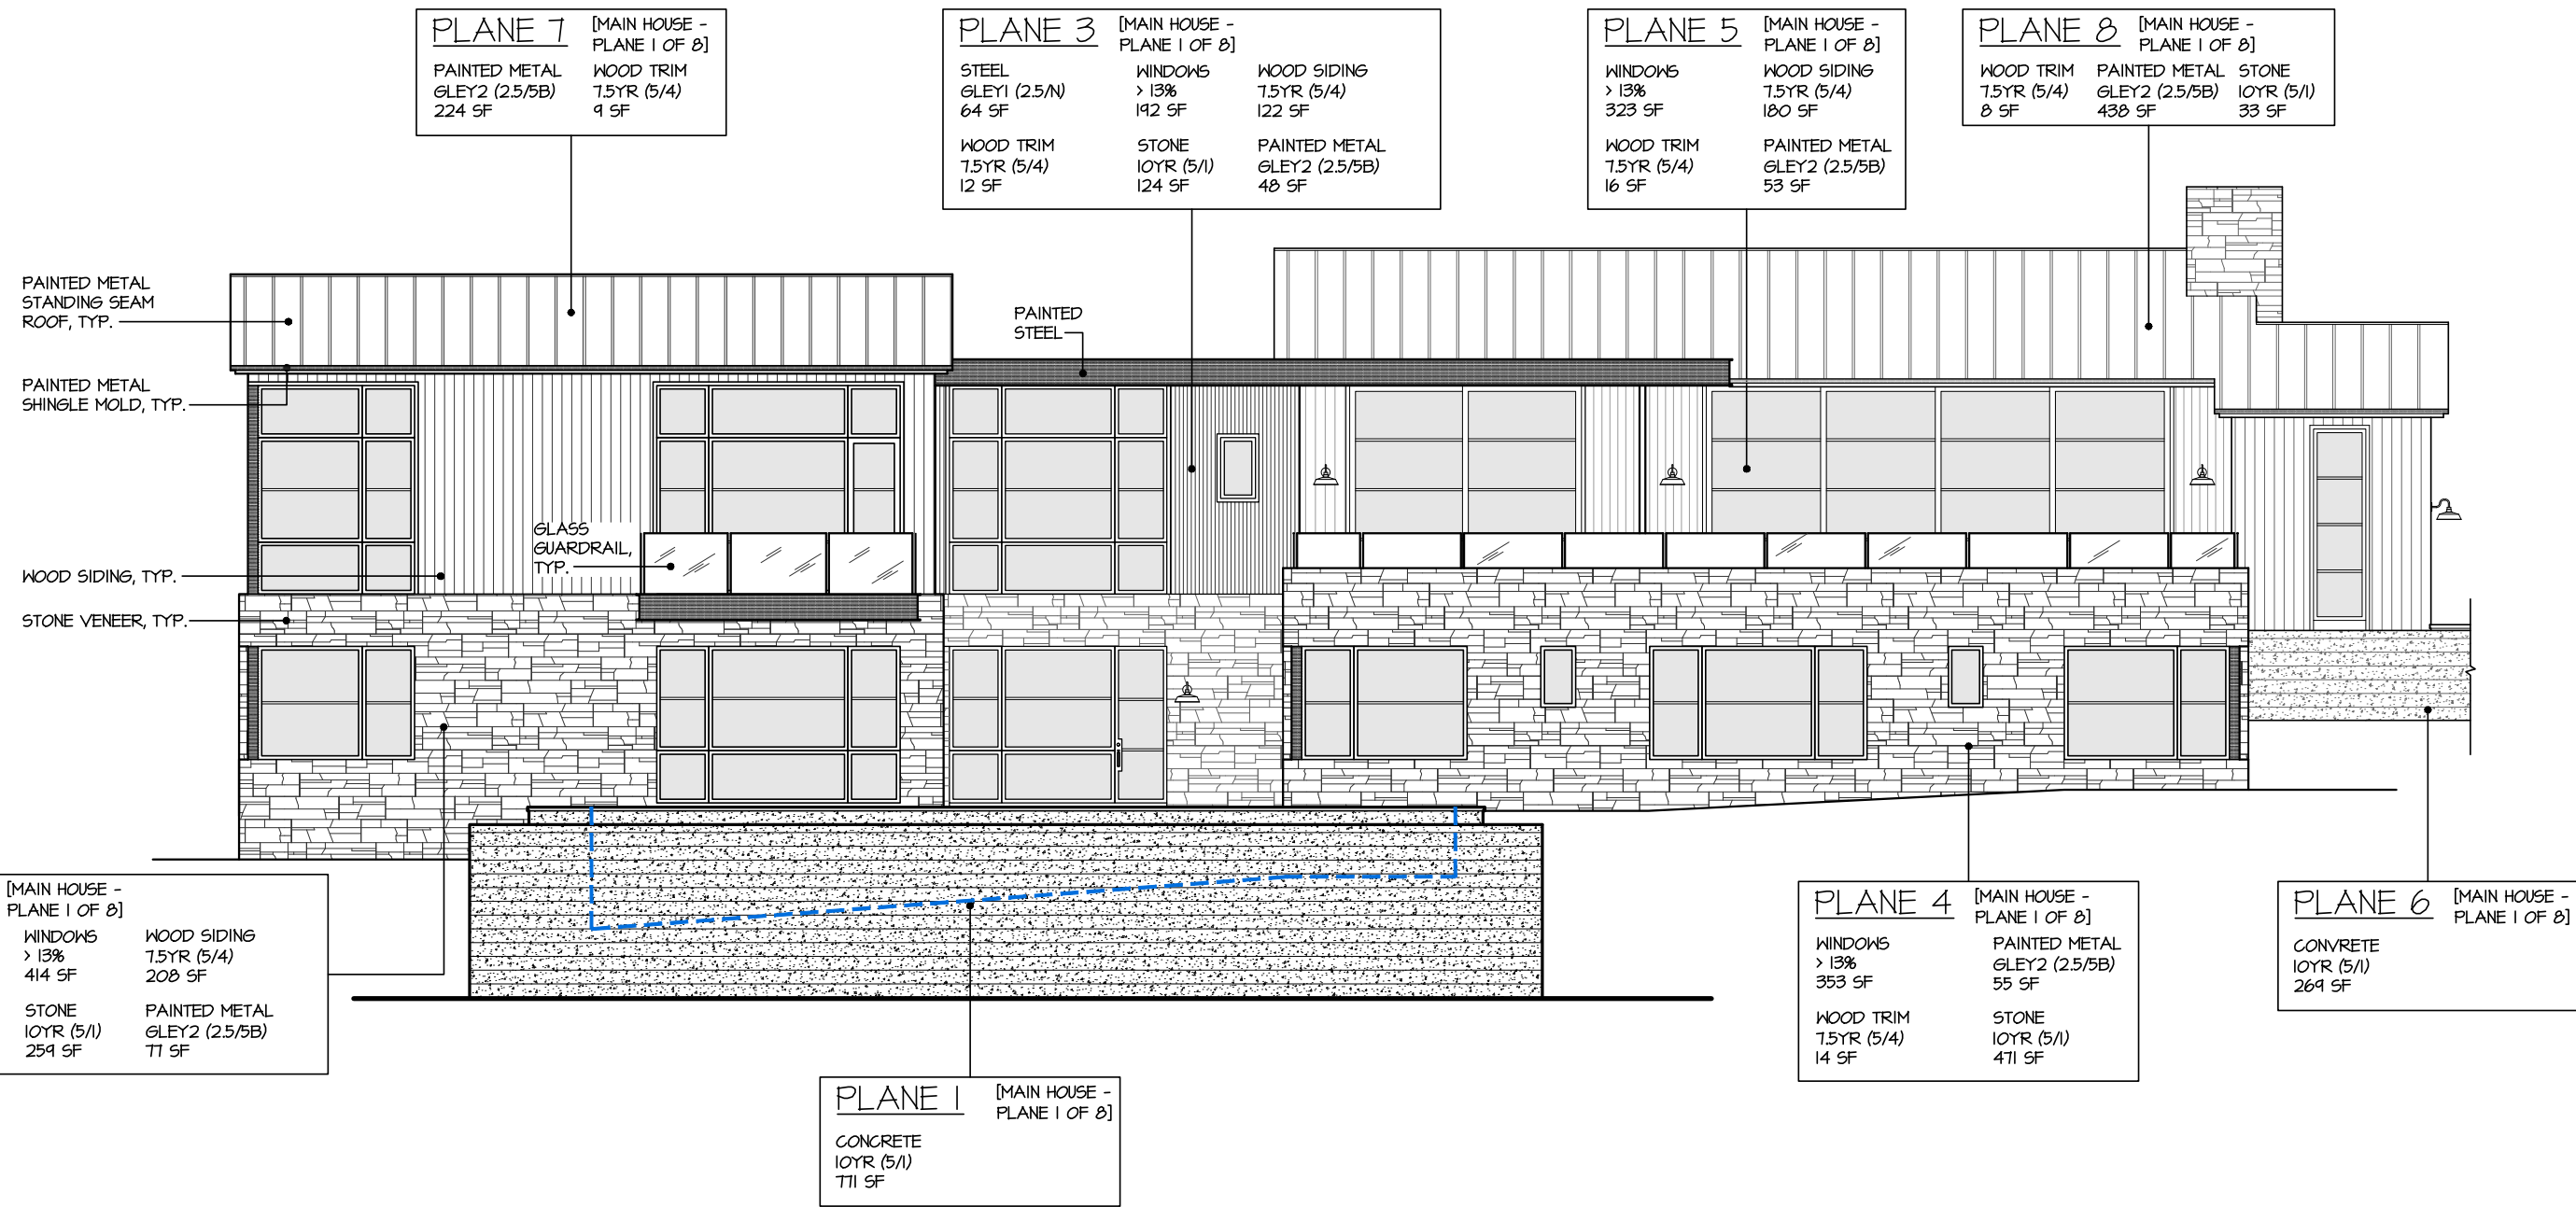 PLANE 7 [MAIN HOUSE -
PLANE 1 OF 8]
PAINTED METAL WOOD TRIM
GLEY2 (2.5/5B) 7.5YR (5/4)
224 SF 9 SF
PLANE 3 [MAIN HOUSE -
PLANE 1 OF 8]
STEEL WINDOWS WOOD SIDING
GLEY1 (2.5/N) > 13% 7.5YR (5/4)
64 SF 192 SF 122 SF
WOOD TRIM STONE PAINTED METAL
7.5YR (5/4) 10YR (5/1) GLEY2 (2.5/5B)
12 SF 124 SF 48 SF
PLANE 5 [MAIN HOUSE -
PLANE 1 OF 8]
WINDOWS WOOD SIDING
> 13% 7.5YR (5/4)
323 SF 180 SF
WOOD TRIM PAINTED METAL
7.5YR (5/4) GLEY2 (2.5/5B)
16 SF 53 SF
PLANE 8 [MAIN HOUSE -
PLANE 1 OF 8]
WOOD TRIM PAINTED METAL STONE
7.5YR (5/4) GLEY2 (2.5/5B) 10YR (5/1)
8 SF 438 SF 33 SF
PAINTED METAL
STANDING SEAM
ROOF, TYP.
PAINTED
STEEL
PAINTED METAL
SHINGLE MOLD, TYP.
GLASS
GUARDRAIL,
TYP.
WOOD SIDING, TYP.
STONE VENEER, TYP.
[MAIN HOUSE -
PLANE 1 OF 8]
WINDOWS WOOD SIDING
> 13% 7.5YR (5/4)
414 SF 208 SF
STONE PAINTED METAL
10YR (5/1) GLEY2 (2.5/5B)
259 SF 77 SF
PLANE 1 [MAIN HOUSE -
PLANE 1 OF 8]
CONCRETE
10YR (5/1)
771 SF
PLANE 4 [MAIN HOUSE -
PLANE 1 OF 8]
WINDOWS PAINTED METAL
> 13% GLEY2 (2.5/5B)
353 SF 55 SF
WOOD TRIM STONE
7.5YR (5/4) 10YR (5/1)
14 SF 471 SF
PLANE 6 [MAIN HOUSE -
PLANE 1 OF 8]
CONVRETE
10YR (5/1)
269 SF